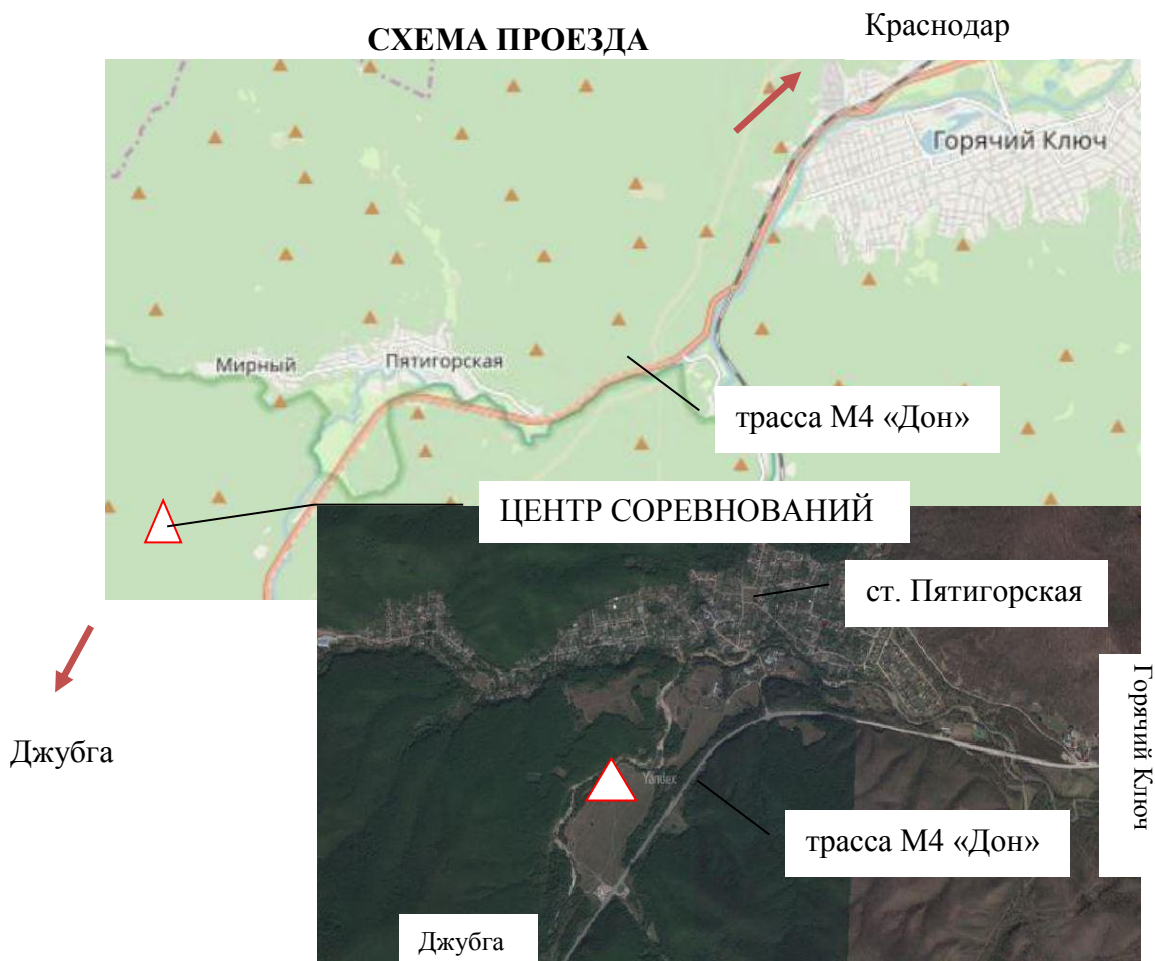 Краснодар
СХЕМА ПРОЕЗДА
Горячий Ключ
Мирный
Пятигорская
трасса М4 «Дон»
ЦЕНТР СОРЕВНОВАНИЙ
ст. Пятигорская
Горячий Ключ
Джубга
Yandex
трасса М4 «Дон»
Джубга